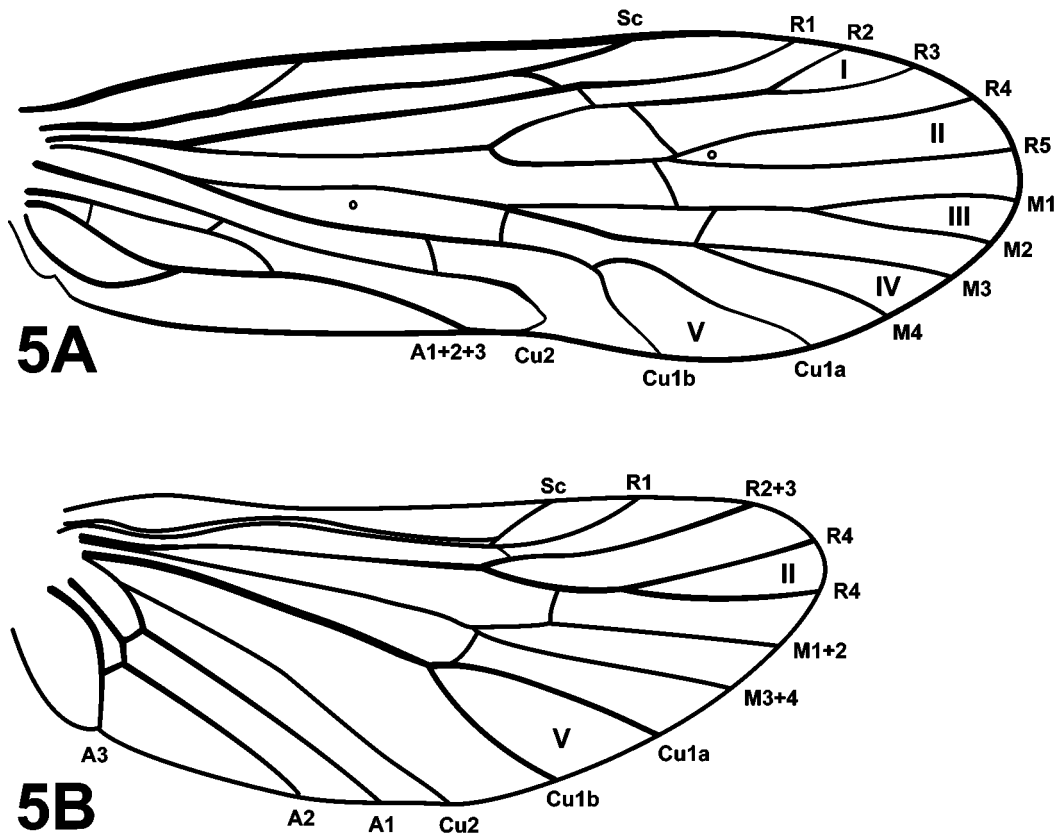 Sc
R1
R2
R3
I
R4
II
R5
M1
III
M2
M3
IV
M4
V
Cu1a
Cu1b
Cu2
A1+2+3
5A
Sc
R1
R2+3
R4
II
R4
M1+2
M3+4
V
Cu1a
Cu1b
Cu2
A1
A2
A3
5B